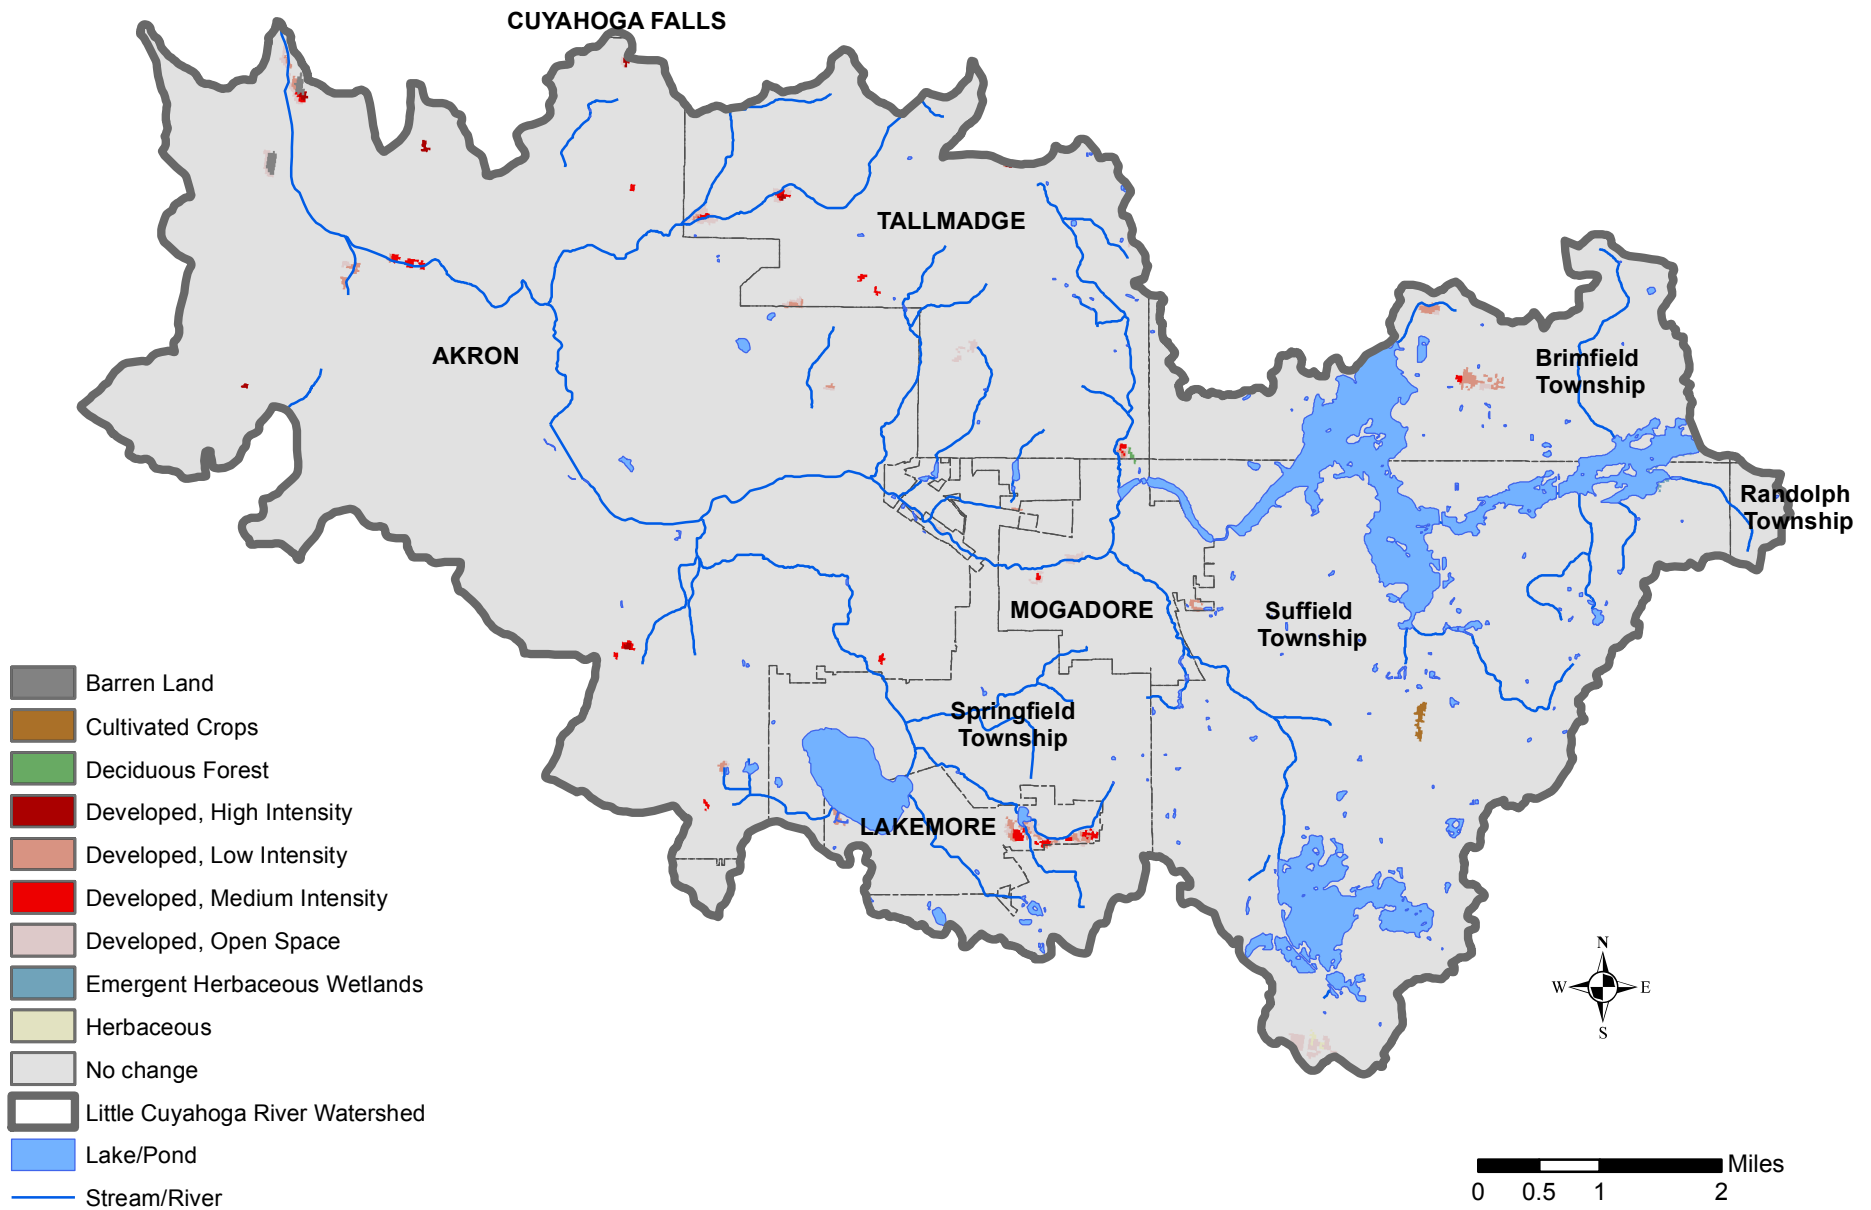 CUYAHOGA FALLS
TALLMADGE
AKRON
Brimfield
Township
Randolph
Township
MOGADORE
Suffield
Township
Springfield
Township
LAKEMORE
Barren Land
Cultivated Crops
Deciduous Forest
Developed, High Intensity
Developed, Low Intensity
Developed, Medium Intensity
Developed, Open Space
Emergent Herbaceous Wetlands
Herbaceous
No change
Little Cuyahoga River Watershed
Lake/Pond
Stream/River
N
W E
S
Miles
0 0.5 1 2